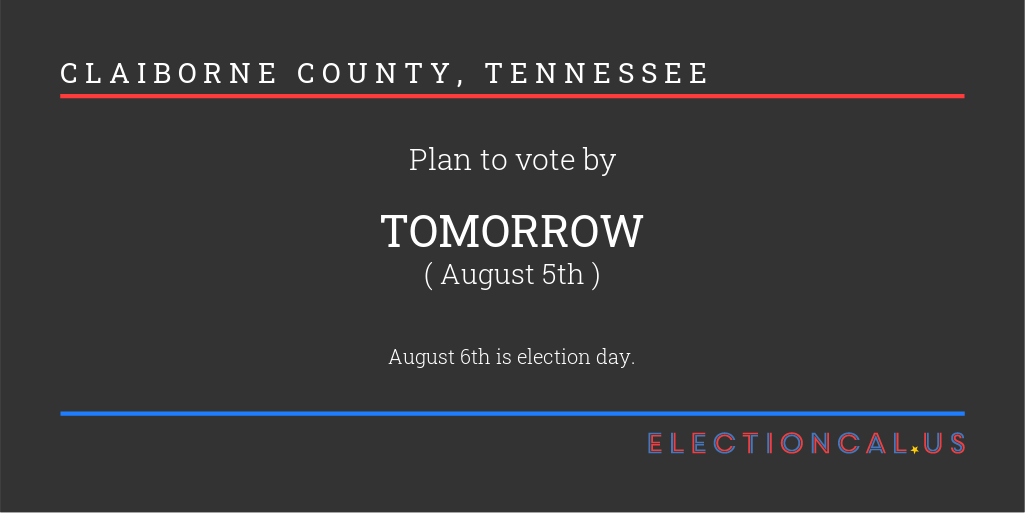 CLAIBORNE COUNTY, TENNESSEE
Plan to vote by
TOMORROW
( August 5th )
August 6th is election day.
ELECTIONCAL.US